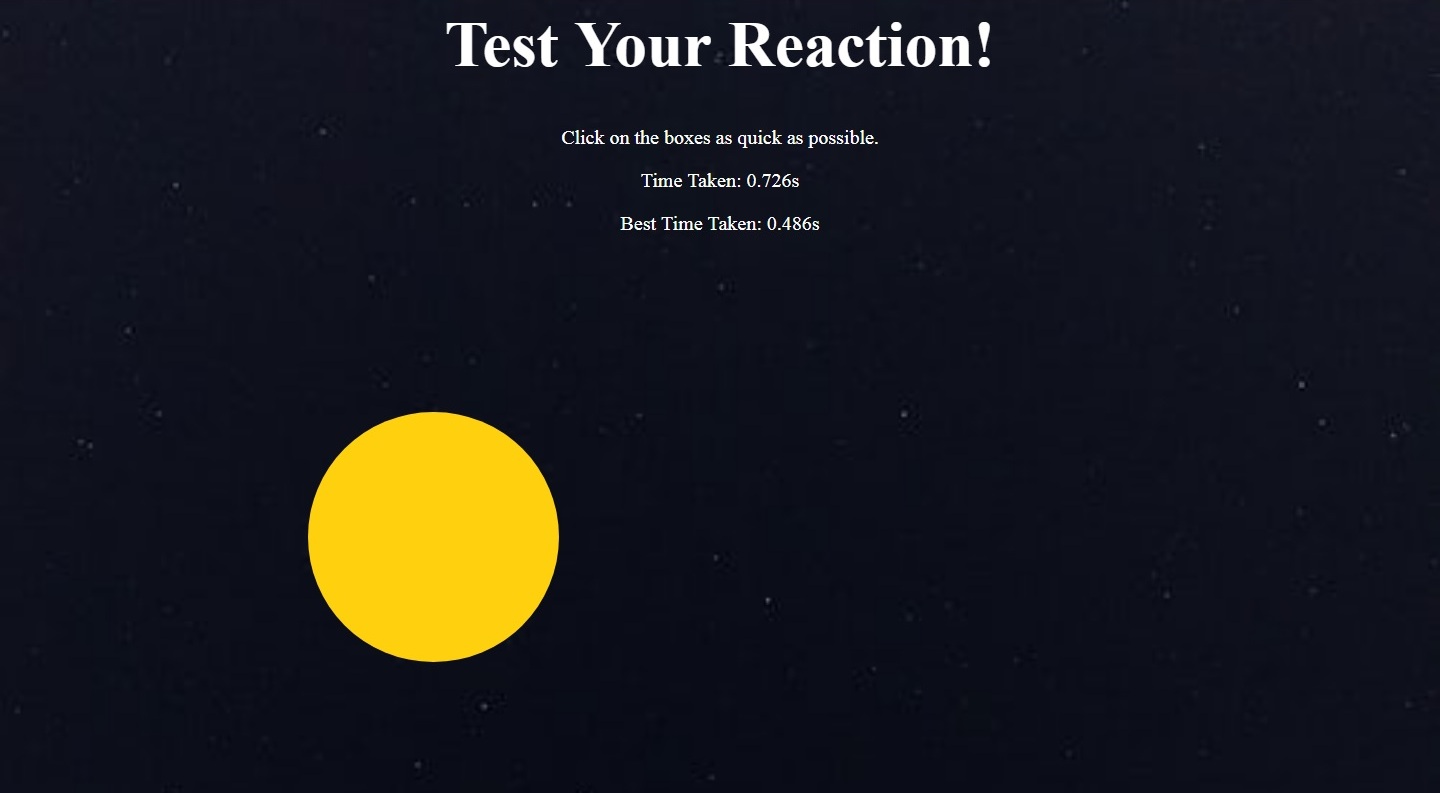 Test Your Reaction!
Click on the boxes as quick as possible.
Time Taken: 0.726s
Best Time Taken: 0.486s